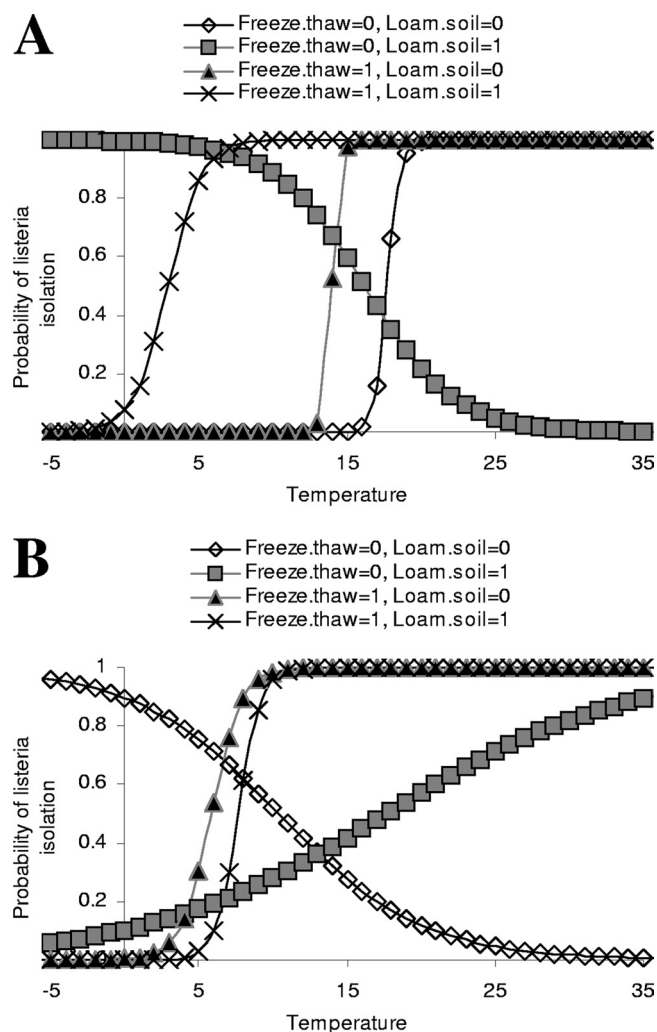 A
Freeze.thaw=0, Loam.soil=0
Freeze.thaw=0, Loam.soil=1
Freeze.thaw=1, Loam.soil=0
Freeze.thaw=1, Loam.soil=1
Probability of listeria
isolation
0.8
0.6
0.4
0.2
-5 5 15 25 35
Temperature
B
Freeze.thaw=0, Loam.soil=0
Freeze.thaw=0, Loam.soil=1
Freeze.thaw=1, Loam.soil=0
Freeze.thaw=1, Loam.soil=1
Probability of listeria
isolation
1
0.8
0.6
0.4
0.2
-5 5 15 25 35
Temperature